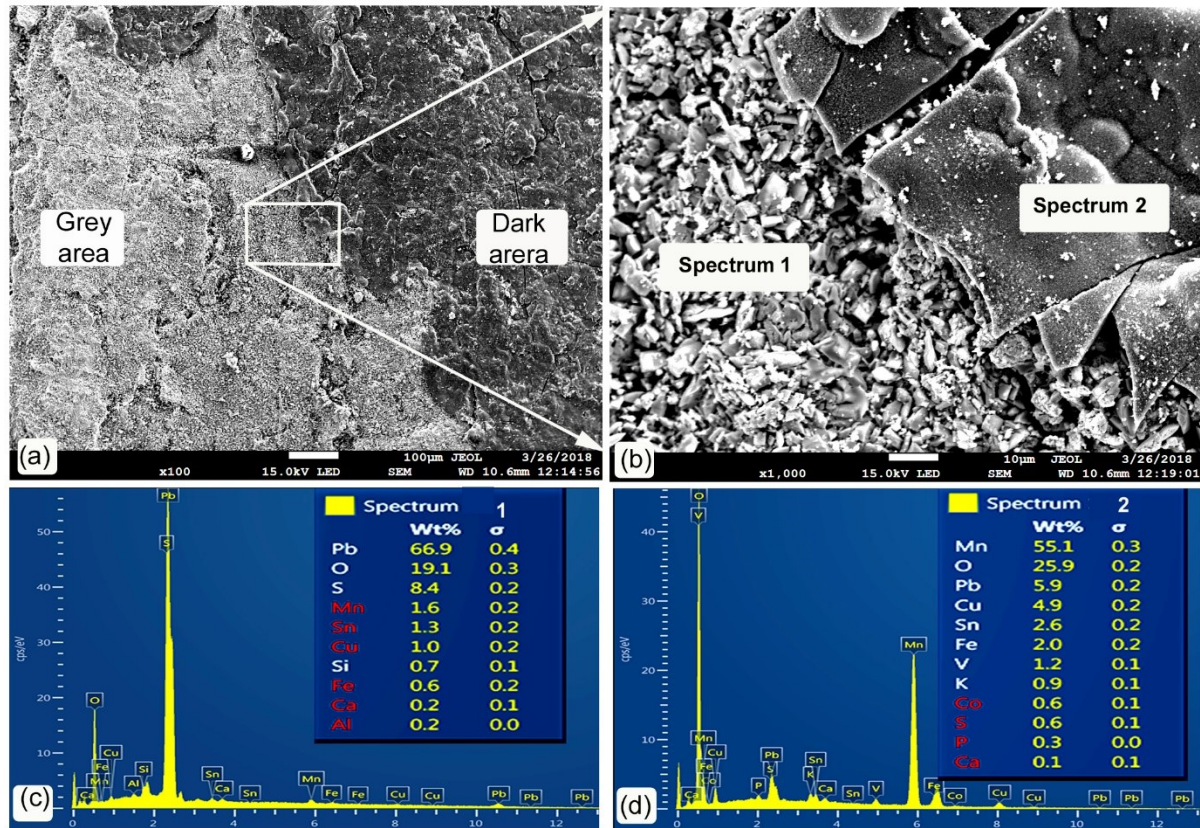 Grey
area
Dark
arera
(a)
100μm JEOL 3/26/2018
x100 15.0kV LED SEM WD 10.6mm 12:14:56
Spectrum 1
Spectrum 2
(b)
10μm JEOL 3/26/2018
x1,000 15.0kV LED SEM WD 10.6mm 12:19:01
Spectrum 1
Wt% σ
Pb 66.9 0.4
O 19.1 0.3
S 8.4 0.2
Mn 1.6 0.2
Sn 1.3 0.2
Cu 1.0 0.2
Si 0.7 0.1
Fe 0.6 0.2
Ca 0.2 0.1
Al 0.2 0.0
cps/eV
50
40
30
20
10
Pb
S
O
Cu
Fe
Mn
Ca
Al
Si
Sn
Ca
Sn
Mn
Fe
Fe
Cu
Cu
Pb
Pb
Pb
0 2 4 6 8 10 12
(c)
Spectrum 2
Wt% σ
Mn 55.1 0.3
O 25.9 0.2
Pb 5.9 0.2
Cu 4.9 0.2
Sn 2.6 0.2
Fe 2.0 0.2
V 1.2 0.1
K 0.9 0.1
Co 0.6 0.1
S 0.6 0.1
P 0.3 0.0
Ca 0.1 0.1
cps/eV
40
30
20
10
O
V
Mn
Cu
Fe
Co
Ca
P
Pb
S
Sn
K
Ca
Sn
V
Mn
Fe
Co
Cu
Cu
Pb
Pb
Pb
0 2 4 6 8 10 12
(d)